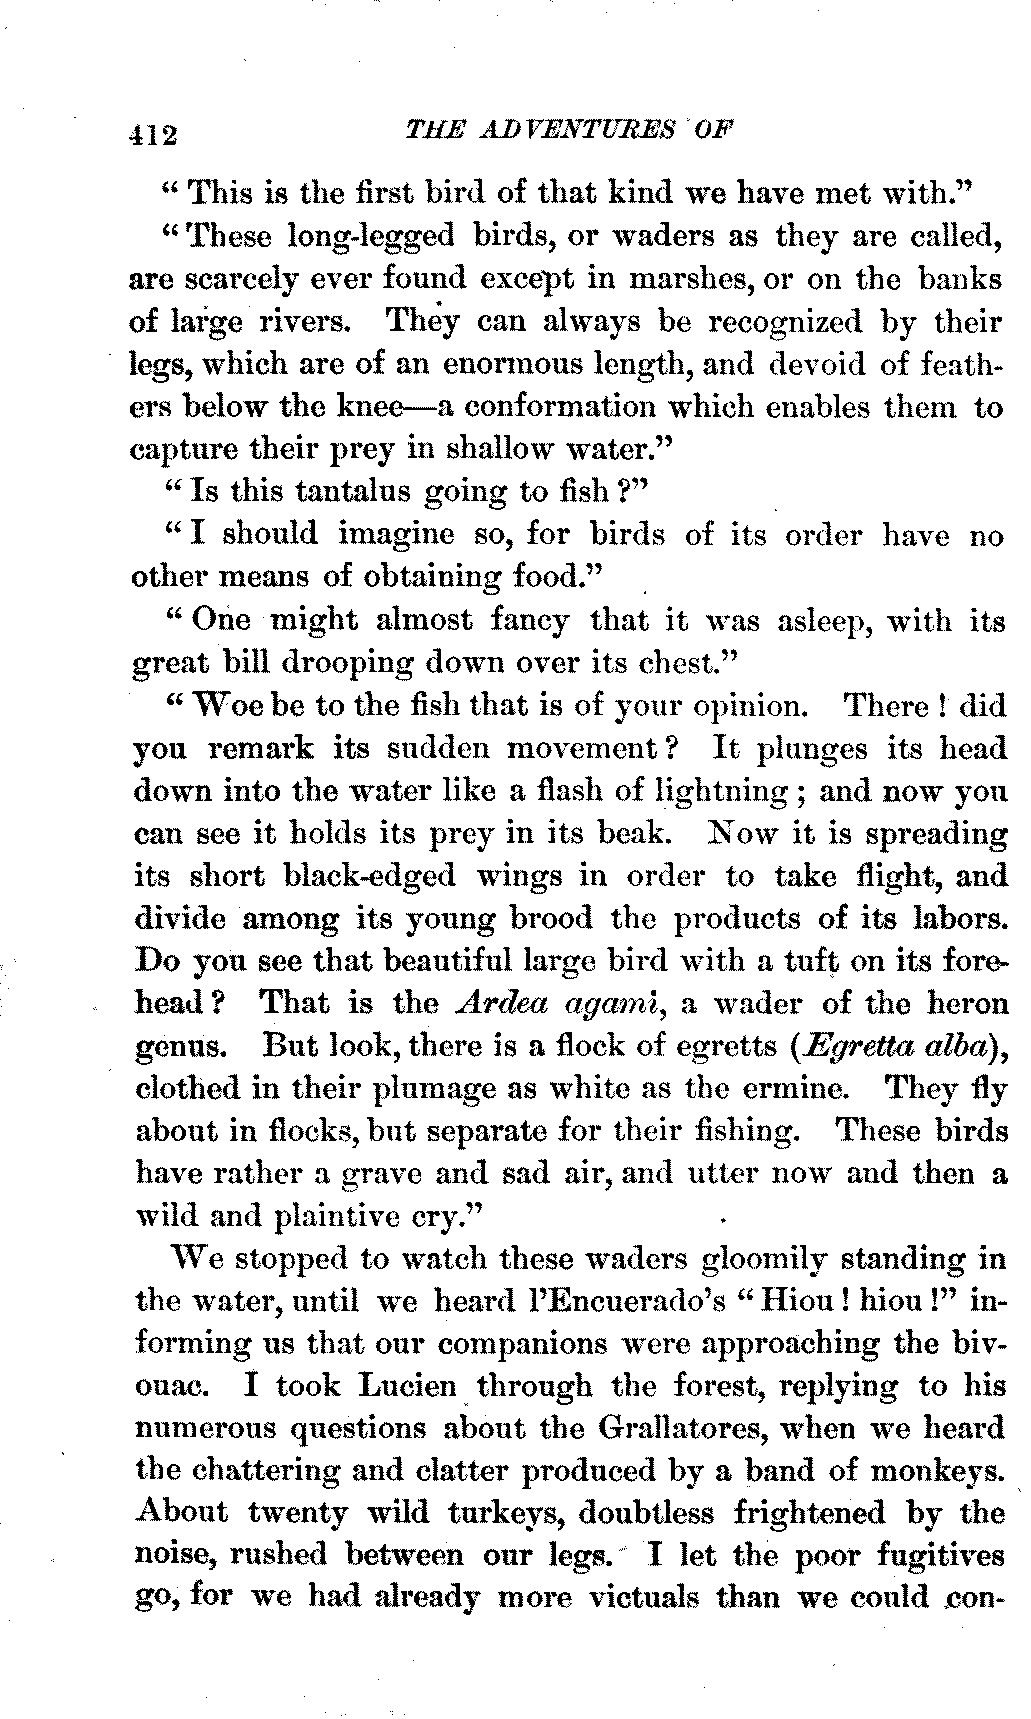 412 THE ADVENTURES OF
“This is the first bird of that kind we have met with.”
“These long-legged birds, or waders as they are called,
are scarcely ever found except in marshes, or on the banks
of large rivers. They can always be recognized by their
legs, which are of an enormous length, and devoid of feath-
ers below the knee—a conformation which enables them to
capture their prey in shallow water.”
“Is this tantalus going to fish?”
“I should imagine so, for birds of its order have no
other means of obtaining food.”
“One might almost fancy that it was asleep, with its
great bill drooping down over its chest.”
“Woe be to the fish that is of your opinion. There! did
you remark its sudden movement? It plunges its head
down into the water like a flash of lightning; and now you
can see it holds its prey in its beak. Now it is spreading
its short black-edged wings in order to take flight, and
divide among its young brood the products of its labors.
Do you see that beautiful large bird with a tuft on its fore-
head? That is the Ardea agami, a wader of the heron
genus. But look, there is a flock of egretts (Egretta alba),
clothed in their plumage as white as the ermine. They fly
about in flocks, but separate for their fishing. These birds
have rather a grave and sad air, and utter now and then a
wild and plaintive cry.”
We stopped to watch these waders gloomily standing in
the water, until we heard l’Encuerado’s “Hiou! hiou!” in-
forming us that our companions were approaching the biv-
ouac. I took Lucien through the forest, replying to his
numerous questions about the Grallatores, when we heard
the chattering and clatter produced by a band of monkeys.
About twenty wild turkeys, doubtless frightened by the
noise, rushed between our legs. I let the poor fugitives
go, for we had already more victuals than we could con-